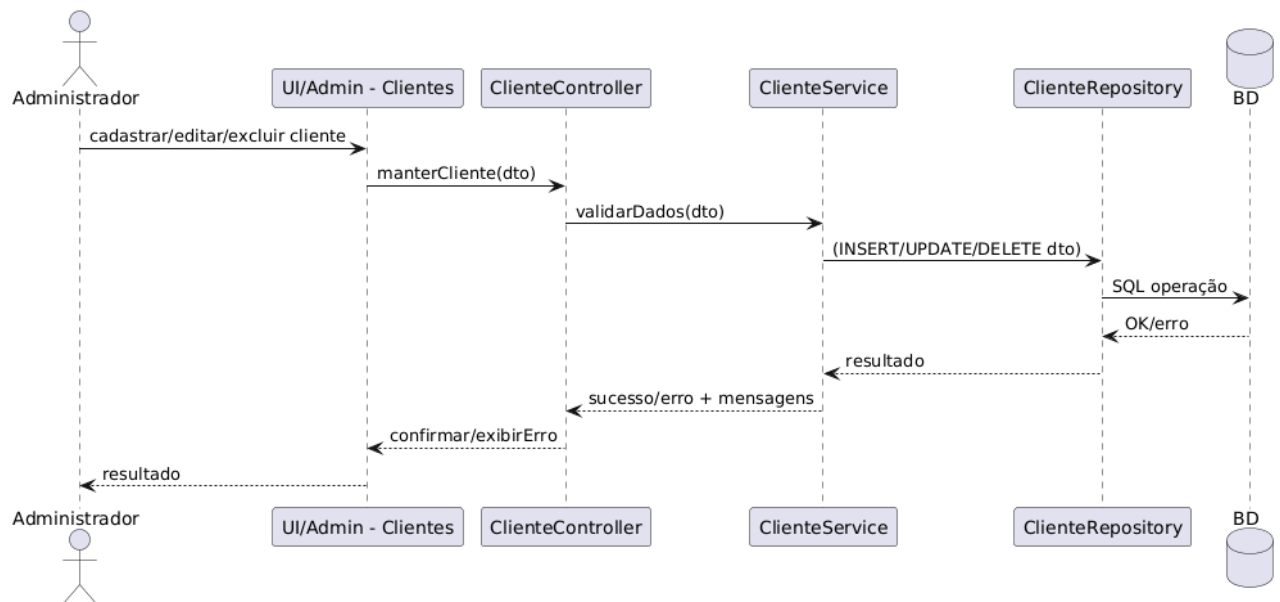 Administrador
UI/Admin - Clientes
ClienteController
ClienteService
ClienteRepository
BD
cadastrar/editar/excluir cliente
manterCliente(dto)
validarDados(dto)
(INSERT/UPDATE/DELETE dto)
SQL operação
OK/erro
resultado
sucesso/erro + mensagens
confirmar/exibirErro
resultado
Administrador
UI/Admin - Clientes
ClienteController
ClienteService
ClienteRepository
BD